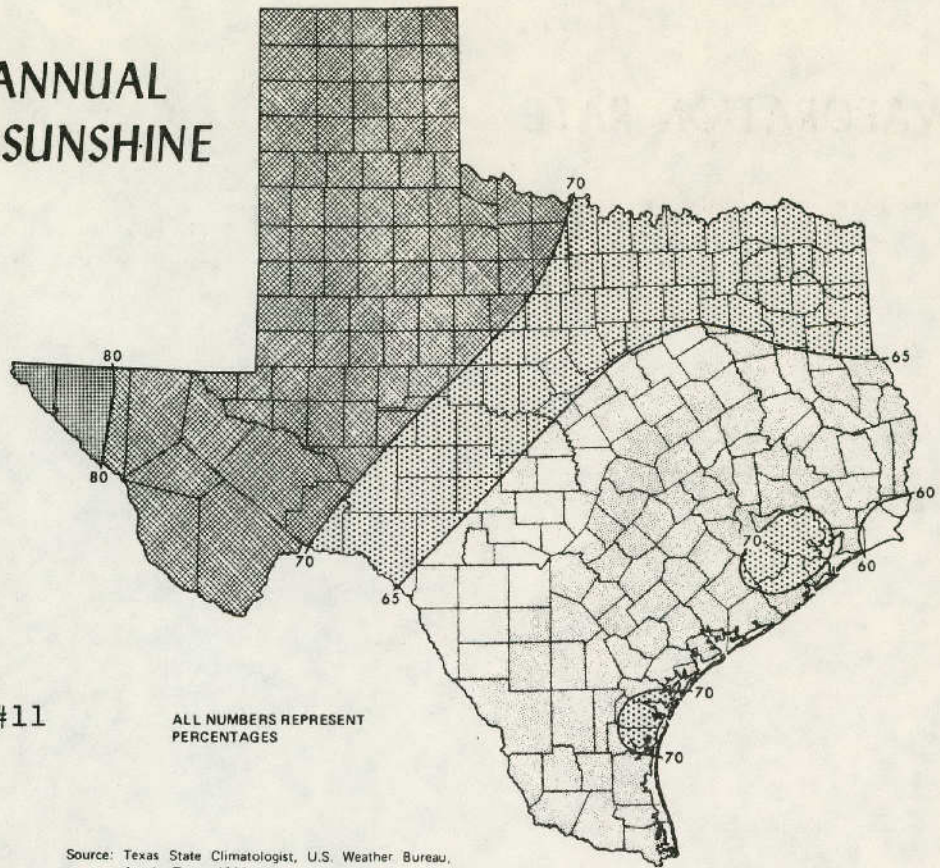 ANNUAL
SUNSHINE
70
80
65
80
60
70
70
60
65
70
#11
ALL NUMBERS REPRESENT
PERCENTAGES
70
Source: Texas State Climatologist, U.S. Weather Bureau,